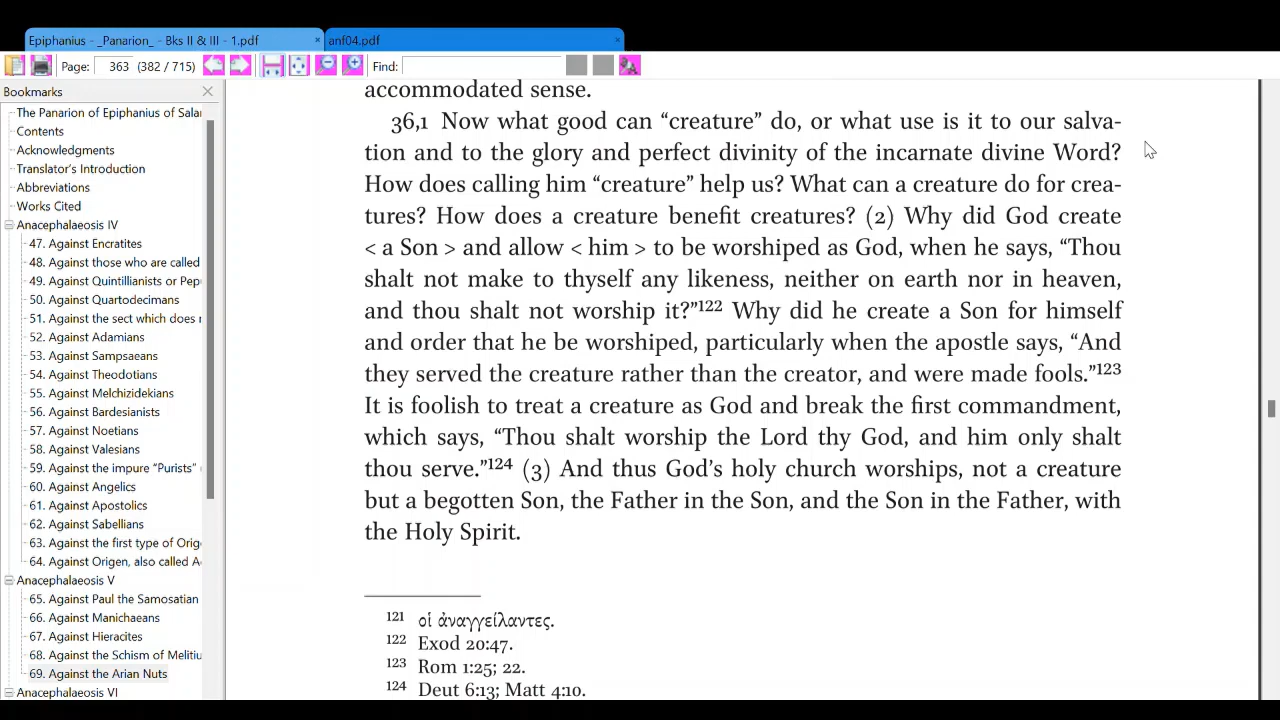 Epiphanius - _Panarion_ - Bks II & III - 1.pdf
anf04.pdf
Page: 363 (382 / 715)
Find:
Bookmarks
The Panarion of Epiphanius of Sala
Contents
Acknowledgments
Translator's Introduction
Abbreviations
Works Cited
Anacephalaeosis IV
47. Against Encratites
48. Against those who are called
49. Against Quintillianists or Pep
50. Against Quartodecimans
51. Against the sect which does r
52. Against Adamians
53. Against Sampsaeans
54. Against Theodotians
55. Against Melchizidekians
56. Against Bardesianists
57. Against Noetians
58. Against Valesians
59. Against the impure "Purists" (
60. Against Angelics
61. Against Apostolics
62. Against Sabellians
63. Against the first type of Orig
64. Against Origen, also called A
Anacephalaeosis V
65. Against Paul the Samosatian
66. Against Manichaeans
67. Against Hieracites
68. Against the Schism of Melitiu
69. Against the Arian Nuts
Anacephalaeosis VI
accommodated sense.
36,1 Now what good can “creature” do, or what use is it to our salva-
tion and to the glory and perfect divinity of the incarnate divine Word?
How does calling him “creature” help us? What can a creature do for crea-
tures? How does a creature benefit creatures? (2) Why did God create
< a Son > and allow < him > to be worshiped as God, when he says, “Thou
shalt not make to thyself any likeness, neither on earth nor in heaven,
and thou shalt not worship it?”122 Why did he create a Son for himself
and order that he be worshiped, particularly when the apostle says, “And
they served the creature rather than the creator, and were made fools.”123
It is foolish to treat a creature as God and break the first commandment,
which says, “Thou shalt worship the Lord thy God, and him only shalt
thou serve.”124 (3) And thus God’s holy church worships, not a creature
but a begotten Son, the Father in the Son, and the Son in the Father, with
the Holy Spirit.
121 οἱ ἀναγγείλαντες.
122 Exod 20:47.
123 Rom 1:25; 22.
124 Deut 6:13; Matt 4:10.